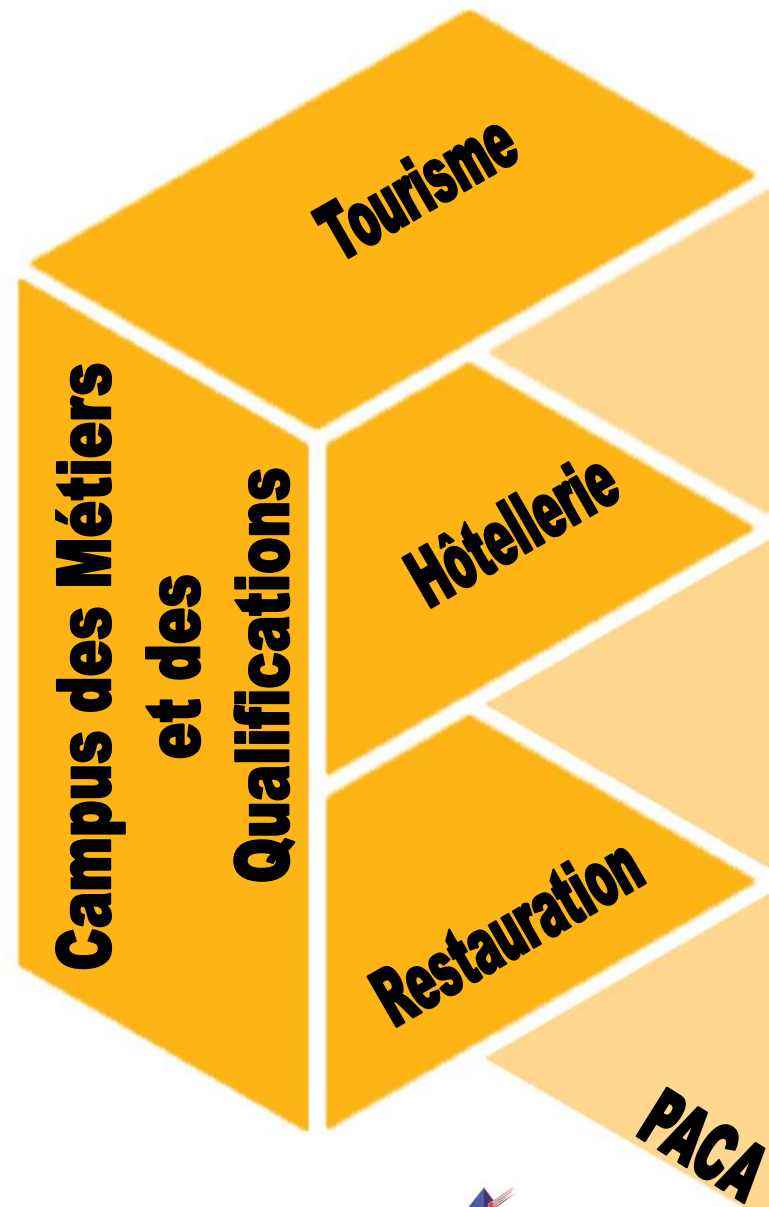 Tourisme
Campus des Métiers
et des
Qualifications
Hôtellerie
Restauration
PACA